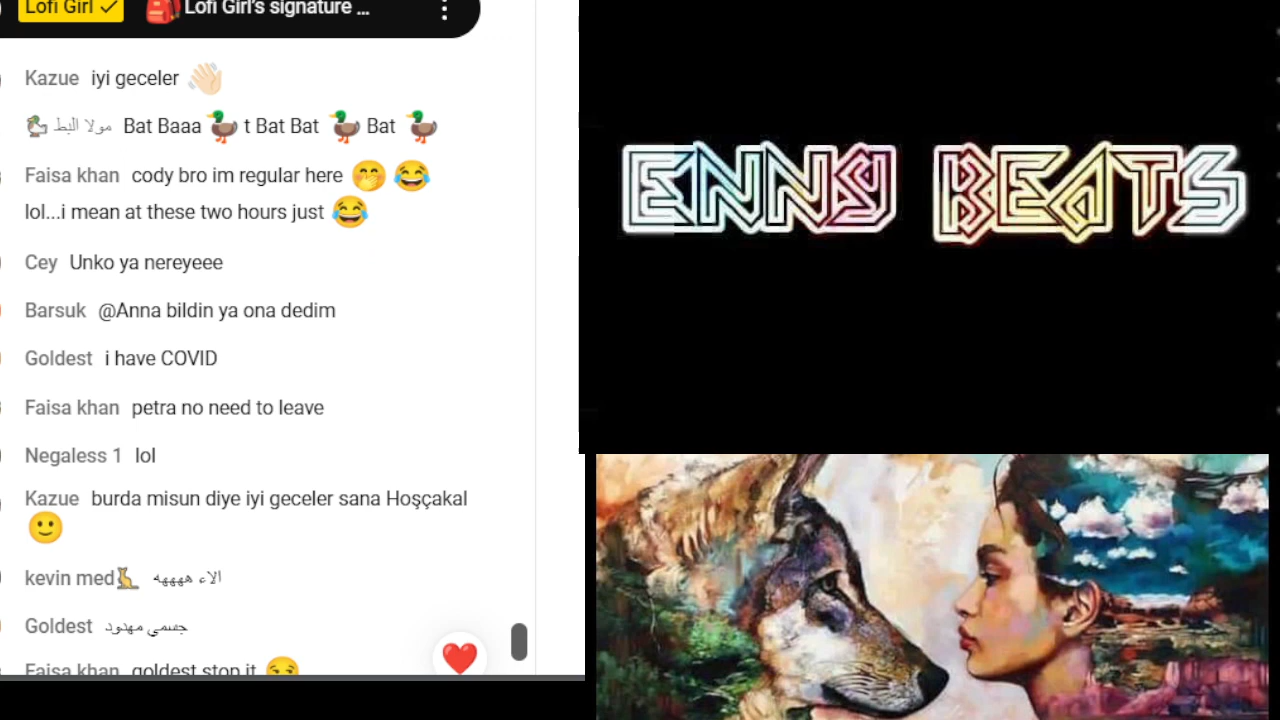 Lofi Girl ✓ 🎒 Lofi Girl's signature ...
Kazue iyi geceler 👋🏻
🦆 مولا البط Bat Baaa 🦆 t Bat Bat 🦆 Bat 🦆
Faisa khan cody bro im regular here 🤭 😂
lol...i mean at these two hours just 😂
Cey Unko ya nereyeee
Barsuk @Anna bildin ya ona dedim
Goldest i have COVID
Faisa khan petra no need to leave
Negaless 1 lol
Kazue burda misun diye iyi geceler sana Hoşçakal
🙂
kevin med الاء ههههه
Goldest جسمي مهدود
Faisa khan goldest stop it 😏
ENNY BEATS